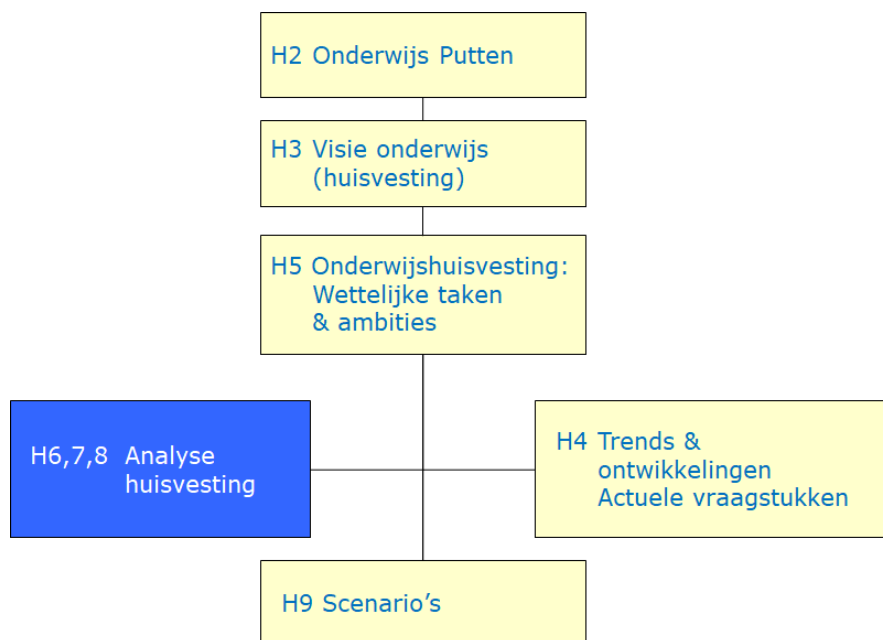 H2 Onderwijs Putten
H3 Visie onderwijs
(huisvesting)
H5 Onderwijshuisvesting:
Wettelijke taken
& ambities
H6,7,8 Analyse
huisvesting
H4 Trends &
ontwikkelingen
Actuele vraagstukken
H9 Scenario’s